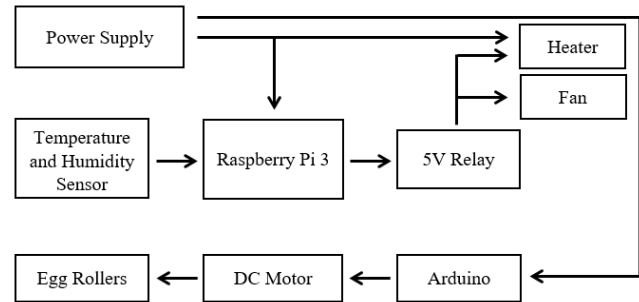 Power Supply
Heater
Fan
Temperature
and Humidity
Sensor
Raspberry Pi 3
5V Relay
Egg Rollers
DC Motor
Arduino